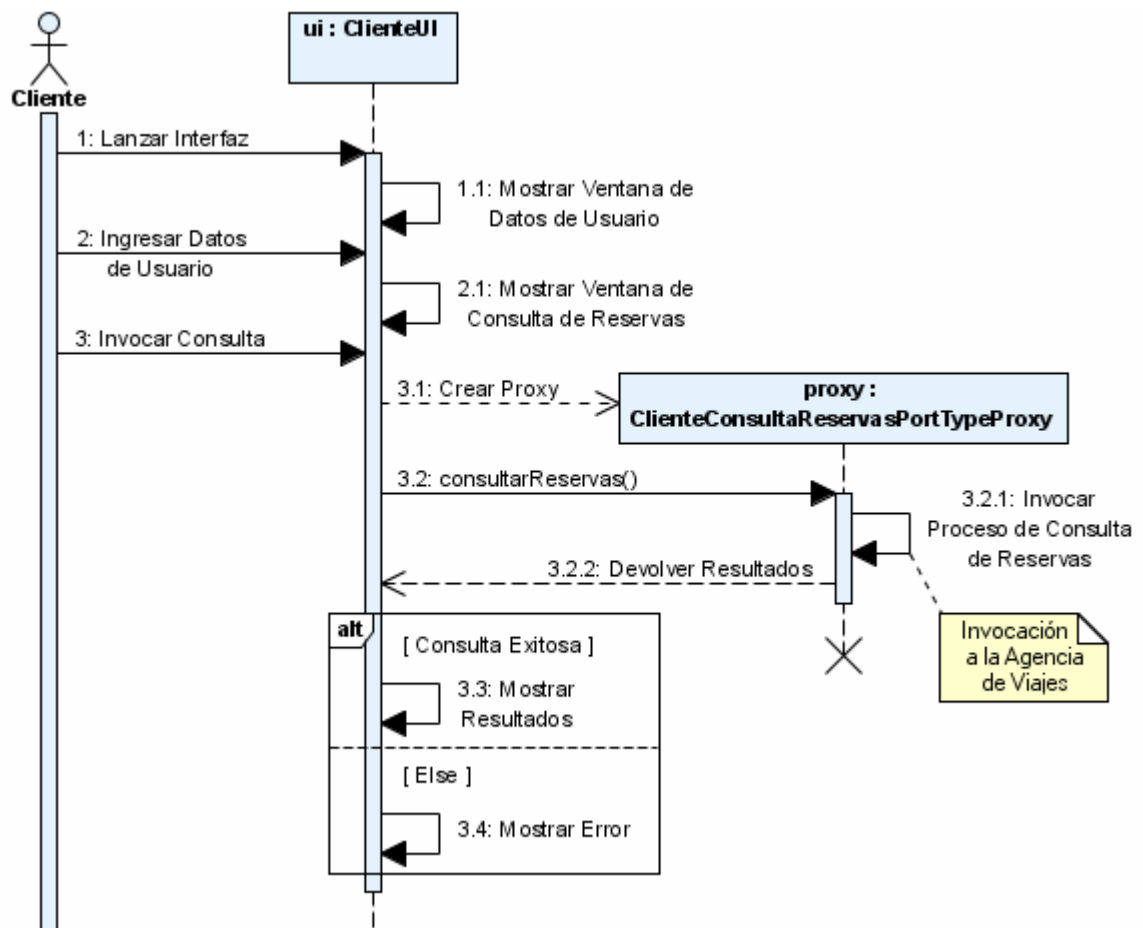 ui : ClienteUI
Cliente
1: Lanzar Interfaz
1.1: Mostrar Ventana de
Datos de Usuario
2: Ingresar Datos
de Usuario
2.1: Mostrar Ventana de
Consulta de Reservas
3: Invocar Consulta
3.1: Crear Proxy
proxy :
ClienteConsultaReservasPortTypeProxy
3.2: consultarReservas()
3.2.1: Invocar
Proceso de Consulta
de Reservas
3.2.2: Devolver Resultados
Invocación
a la Agencia
de Viajes
alt
[ Consulta Exitosa ]
3.3: Mostrar
Resultados
[ Else ]
3.4: Mostrar Error